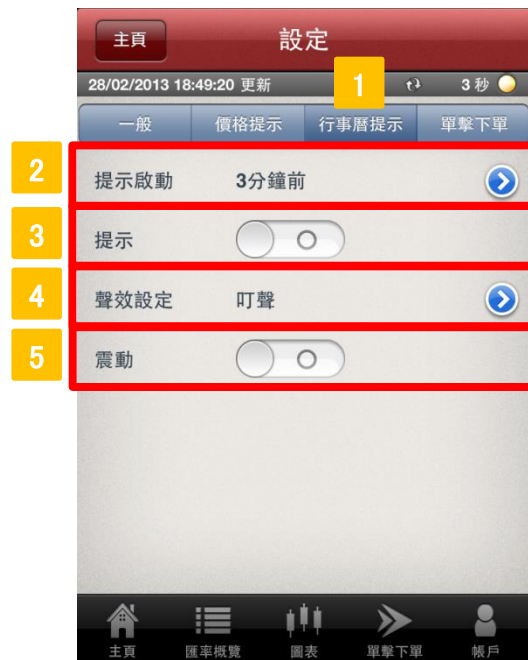 主頁
設定
28/02/2013 18:49:20 更新
1
3 秒
一般
價格提示
行事曆提示
單擊下單
2
提示啟動
3分鐘前
3
提示
4
聲效設定
叮聲
5
震動
主頁
匯率概覽
圖表
單擊下單
帳戶